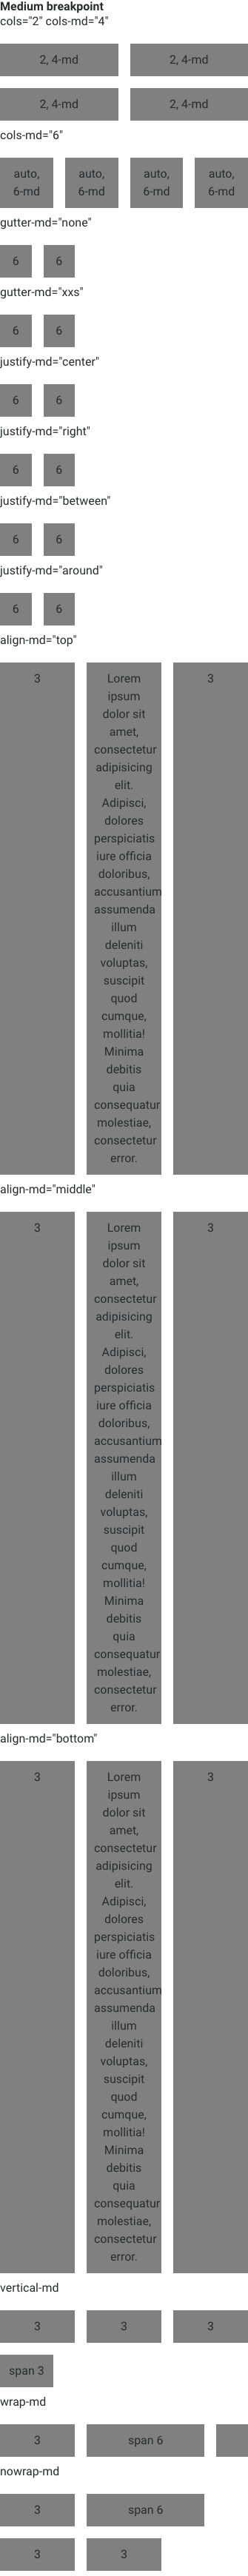 Medium breakpoint
cols="2" cols-md="4"
2, 4-md 2, 4-md
2, 4-md 2, 4-md
cols-md="6"
auto, auto, auto, auto,
6-md 6-md 6-md 6-md
gutter-md="none"
6 6
gutter-md="xxs"
6 6
justify-md="center"
6 6
justify-md="right"
6 6
justify-md="between"
6 6
justify-md="around"
6 6
align-md="top"
3 Lorem 3
ipsum
dolor sit
amet,
consectetur
adipisicing
elit.
Adipisci,
dolores
perspiciatis
iure officia
doloribus,
accusantium
assumenda
illum
deleniti
voluptas,
suscipit
quod
cumque,
mollitia!
Minima
debitis
quia
consequatur
molestiae,
consectetur
error.
align-md="middle"
3 Lorem 3
ipsum
dolor sit
amet,
consectetur
adipisicing
elit.
Adipisci,
dolores
perspiciatis
iure officia
doloribus,
accusantium
assumenda
illum
deleniti
voluptas,
suscipit
quod
cumque,
mollitia!
Minima
debitis
quia
consequatur
molestiae,
consectetur
error.
align-md="bottom"
3 Lorem 3
ipsum
dolor sit
amet,
consectetur
adipisicing
elit.
Adipisci,
dolores
perspiciatis
iure officia
doloribus,
accusantium
assumenda
illum
deleniti
voluptas,
suscipit
quod
cumque,
mollitia!
Minima
debitis
quia
consequatur
molestiae,
consectetur
error.
vertical-md
3 3 3
span 3
wrap-md
3 span 6
nowrap-md
3 span 6
3 3